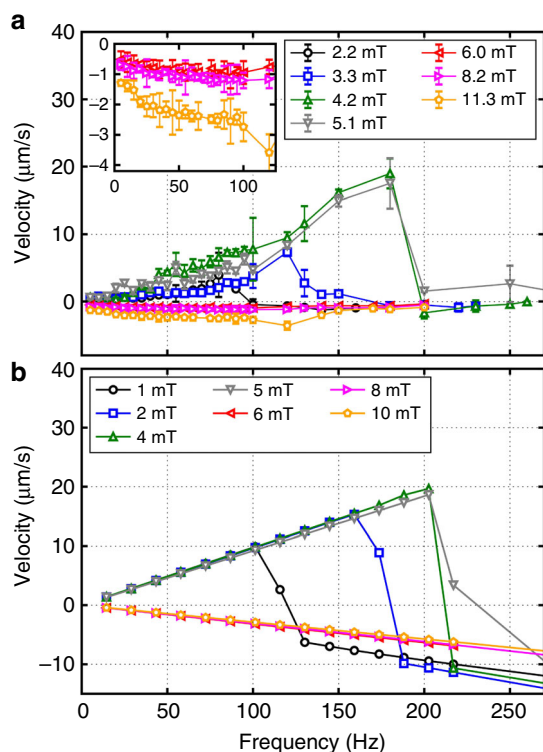 a
40
30
20
10
0
Velocity (μm/s)
0
−1
−2
−3
−4
0
50
100
2.2 mT
6.0 mT
3.3 mT
8.2 mT
4.2 mT
11.3 mT
5.1 mT
b
40
30
20
10
0
−10
Velocity (μm/s)
1 mT
5 mT
8 mT
2 mT
6 mT
10 mT
4 mT
0
50
100
150
200
250
Frequency (Hz)